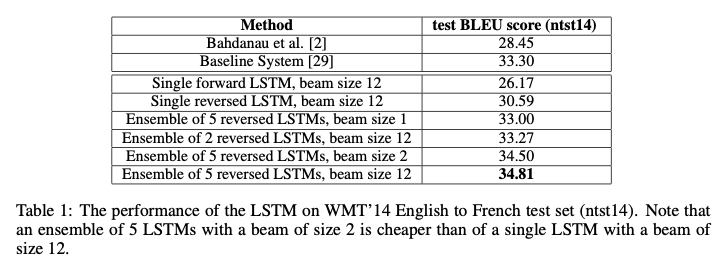 Method test BLEU score (ntst14)
Bahdanau et al. [2] 28.45
Baseline System [29] 33.30
Single forward LSTM, beam size 12 26.17
Single reversed LSTM, beam size 12 30.59
Ensemble of 5 reversed LSTMs, beam size 1 33.00
Ensemble of 2 reversed LSTMs, beam size 12 33.27
Ensemble of 5 reversed LSTMs, beam size 2 34.50
Ensemble of 5 reversed LSTMs, beam size 12 34.81
Table 1: The performance of the LSTM on WMT’14 English to French test set (ntst14). Note that
an ensemble of 5 LSTMs with a beam of size 2 is cheaper than of a single LSTM with a beam of
size 12.